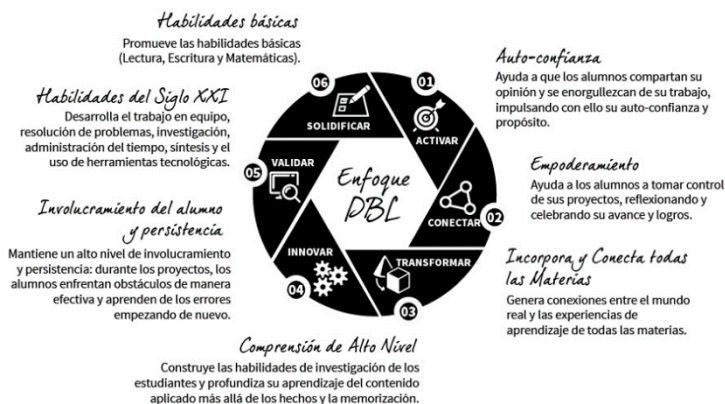 Habilidades básicas
Promueve las habilidades básicas
(Lectura, Escritura y Matemáticas).
Habilidades del Siglo XXI
Desarrolla el trabajo en equipo,
resolución de problemas, investigación,
administración del tiempo, síntesis y el
uso de herramientas tecnológicas.
Involucramiento del alumno
y persistencia
Mantiene un alto nivel de involucramiento
y persistencia: durante los proyectos, los
alumnos enfrentan obstáculos de manera
efectiva y aprenden de los errores
empezando de nuevo.
Comprensión de Alto Nivel
Construye las habilidades de investigación de los
estudiantes y profundiza su aprendizaje del contenido
aplicado más allá de los hechos y la memorización.
Enfoque
DBL
01
ACTIVAR
CONECTAR
02
TRANSFORMAR
03
INNOVAR
04
VALIDAR
05
06
SOLIDIFICAR
Auto-confianza
Ayuda a que los alumnos compartan su
opinión y se enorgullezcan de su trabajo,
impulsando con ello su auto-confianza y
propósito.
Empoderamiento
Ayuda a los alumnos a tomar control
de sus proyectos, reflexionando y
celebrando su avance y logros.
Incorpora y Conecta todas
las Materias
Genera conexiones entre el mundo
real y las experiencias de
aprendizaje de todas las materias.